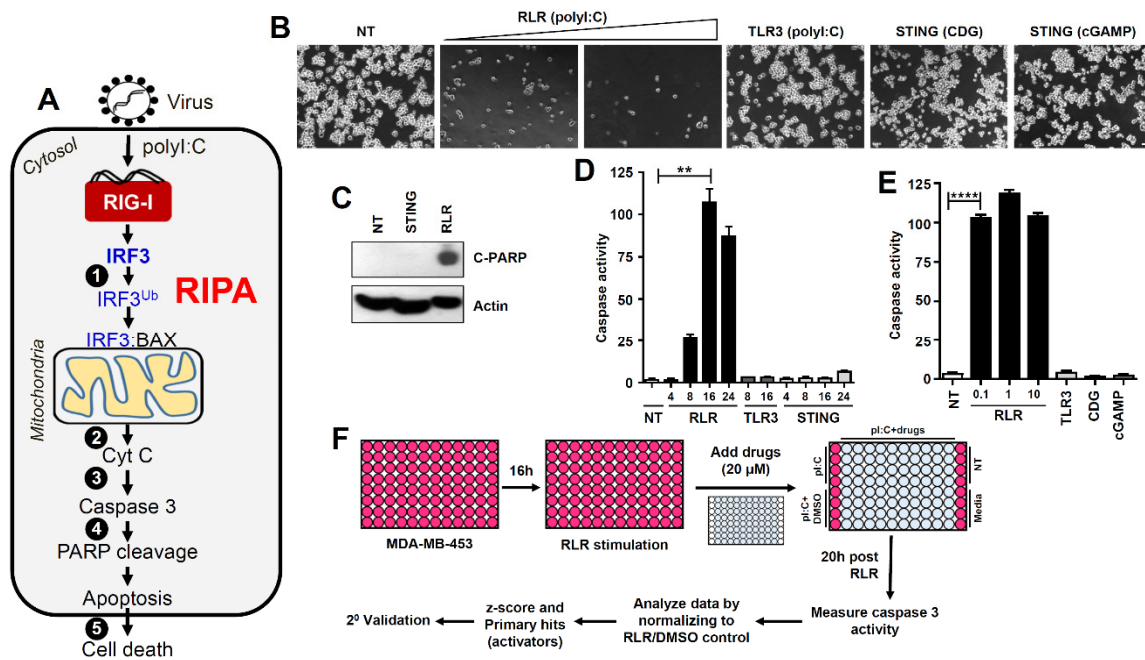 A
Virus
Cytosol
polyI:C
RIG-I
IRF3
1
RIPA
IRF3Ub
IRF3:BAX
Mitochondria
2
Cyt C
3
Caspase 3
4
PARP cleavage
Apoptosis
5
Cell death
B
NT
RLR (polyI:C)
TLR3 (polyI:C)
STING (CDG)
STING (cGAMP)
C
NT
STING
RLR
C-PARP
Actin
D
Caspase activity
125
100
75
50
25
0
**
4 8 16 24 8 16 4 8 16 24
NT RLR TLR3 STING
E
Caspase activity
125
100
75
50
25
0
****
NT 0.1 1 10 TLR3 CDG cGAMP
RLR
F
MDA-MB-453
16h
RLR stimulation
Add drugs
(20 µM)
pI:C+drugs
pI:C
pI:C+
DMSO
NT
Media
20h post
RLR
Measure caspase 3
activity
Analyze data by
normalizing to
RLR/DMSO control
z-score and
Primary hits
(activators)
2⁰ Validation